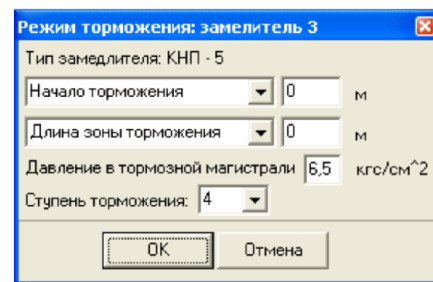 Режим торможения: замелитель 3
Тип замедлителя: КНП - 5
Начало торможения 0 м
Длина зоны торможения 0 м
Давление в тормозной магистрали 6,5 кгс/см^2
Ступень торможения: 4
OK Отмена